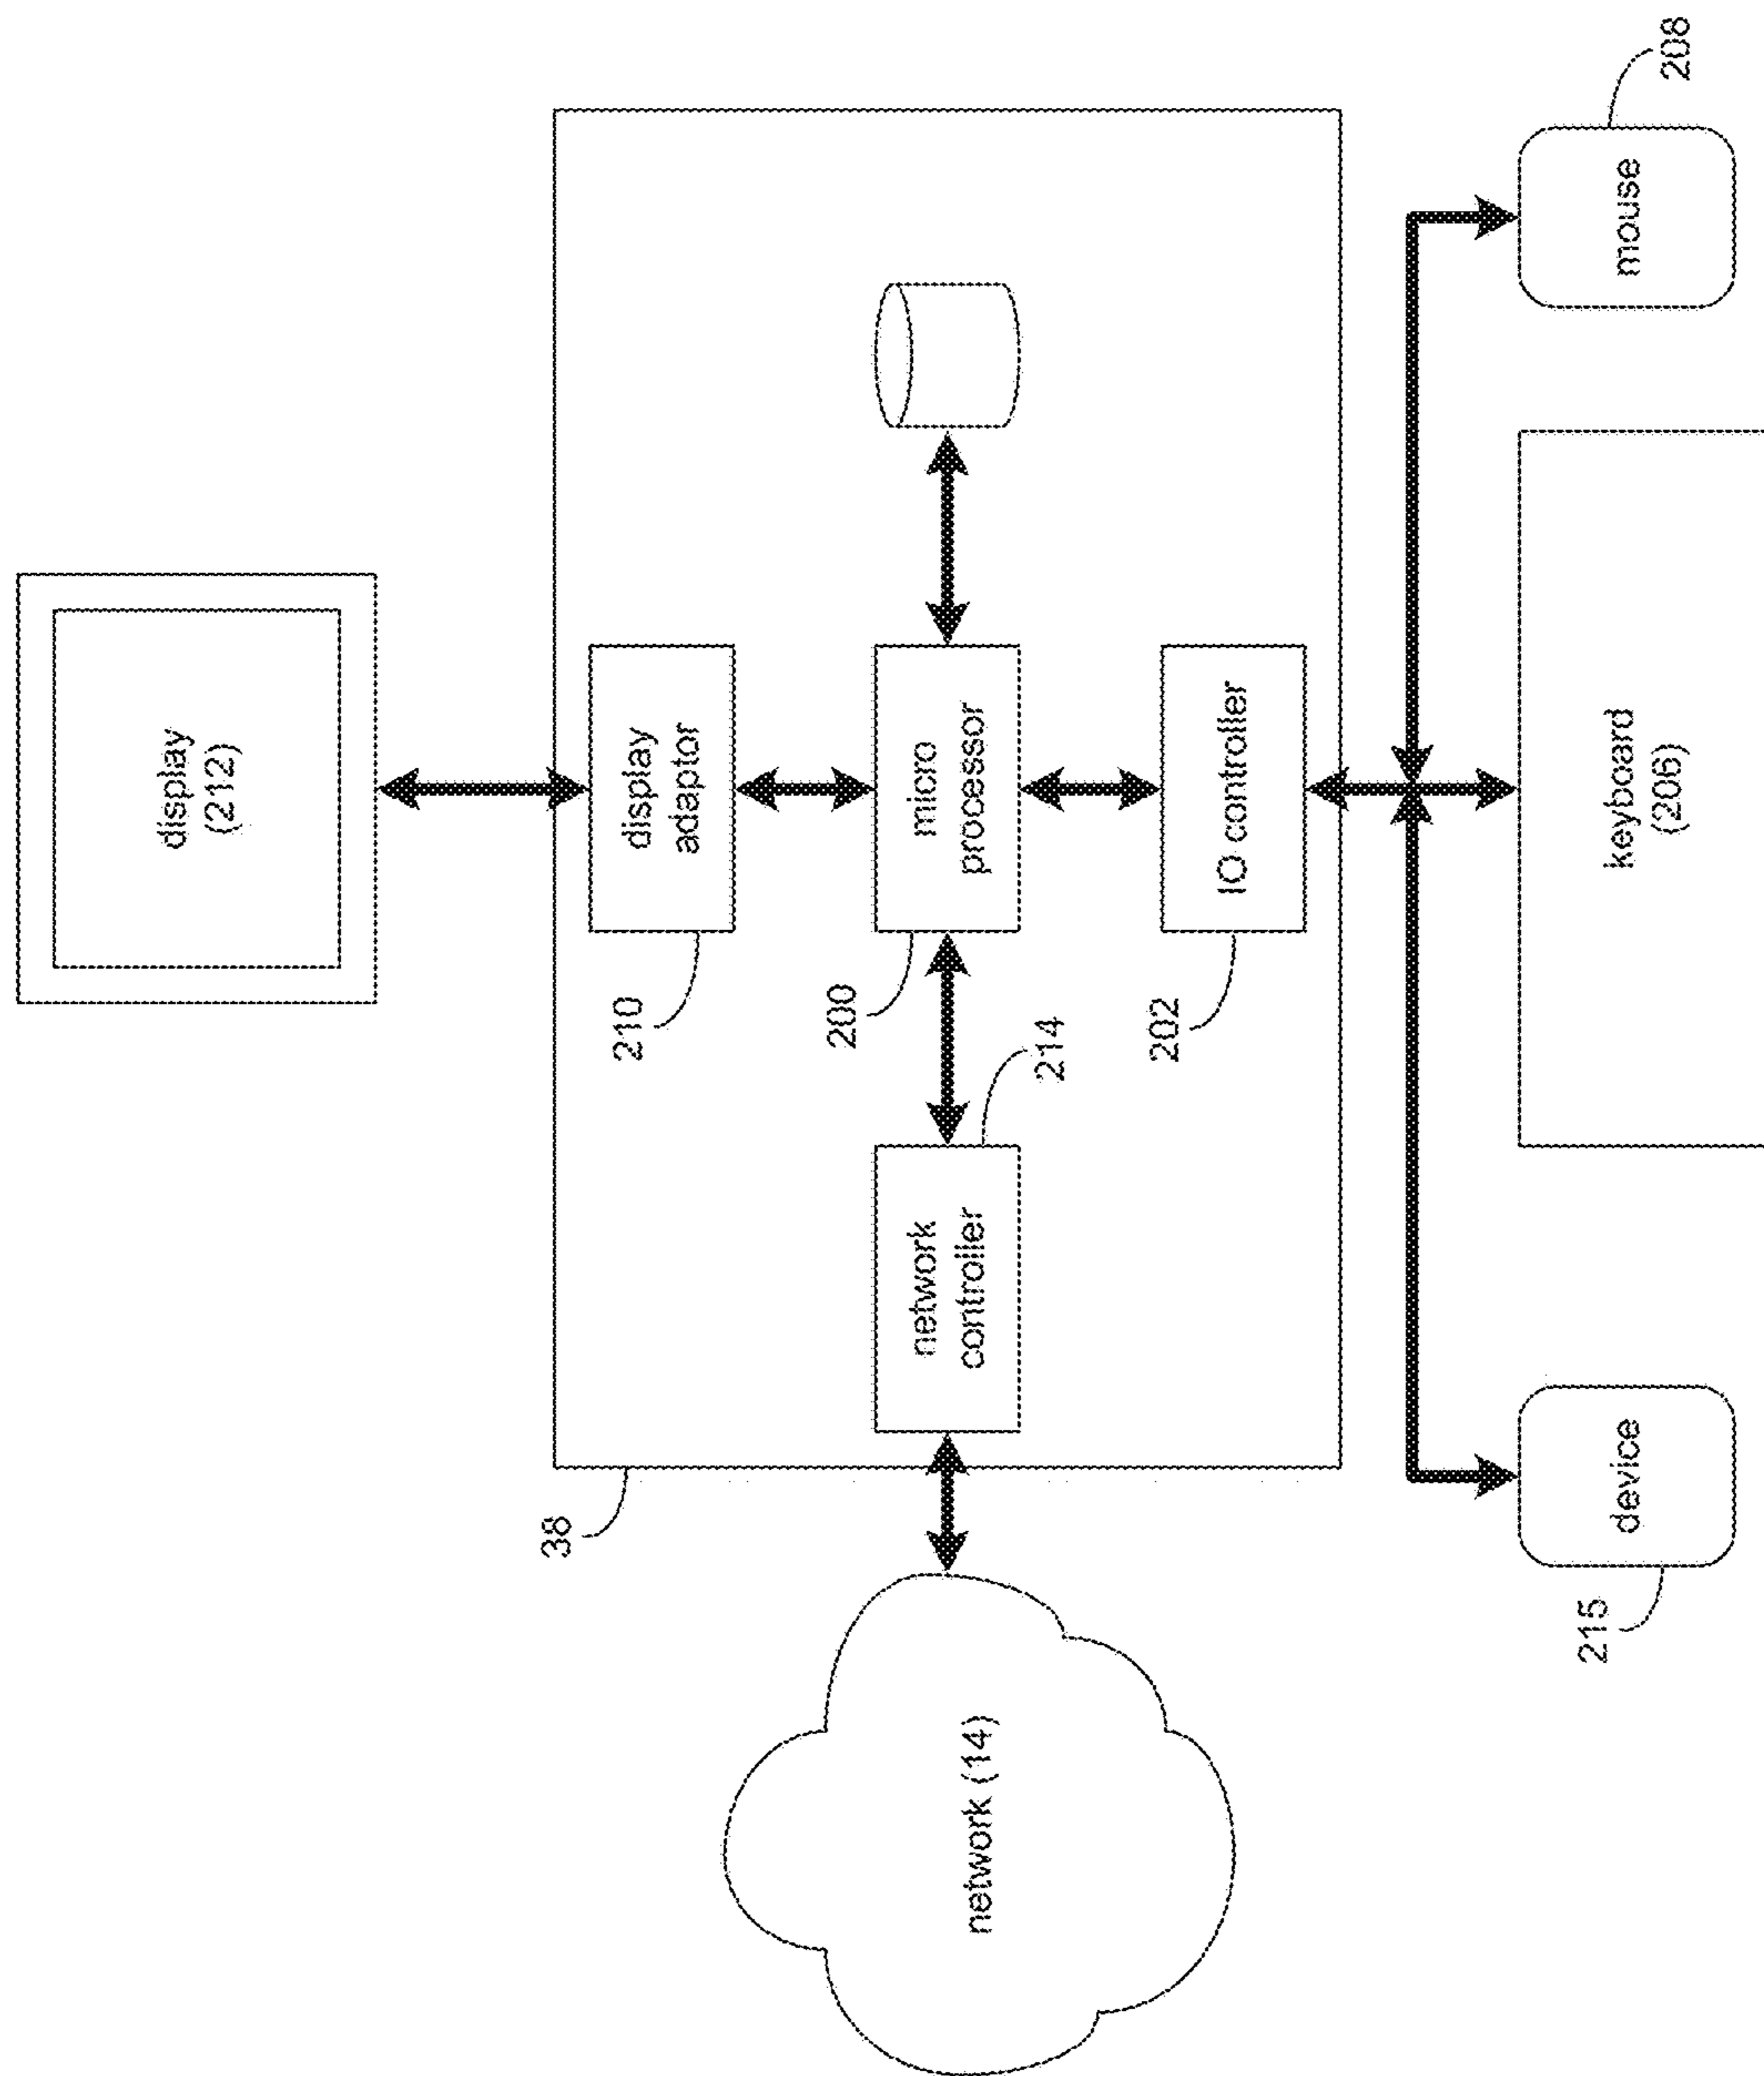 display
(212)
display
adaptor
210
micro
processor
200
network
controller
214
IO controller
202
38
network (14)
mouse
208
keyboard
(206)
device
215